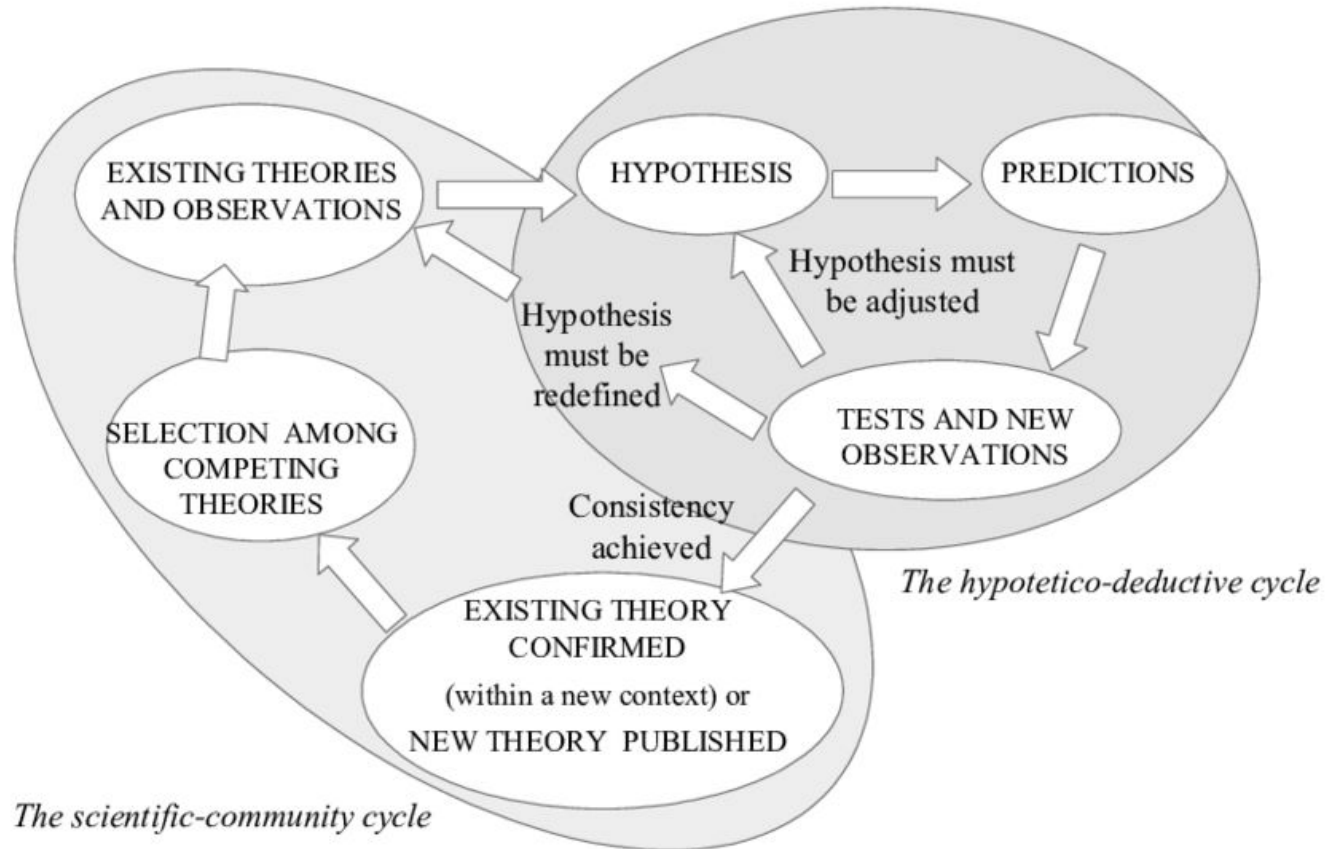 EXISTING THEORIES
AND OBSERVATIONS
HYPOTHESIS
PREDICTIONS
Hypothesis must
be adjusted
Hypothesis
must be
redefined
TESTS AND NEW
OBSERVATIONS
SELECTION AMONG
COMPETING
THEORIES
Consistency
achieved
The hypotetico-deductive cycle
EXISTING THEORY
CONFIRMED
(within a new context) or
NEW THEORY PUBLISHED
The scientific-community cycle